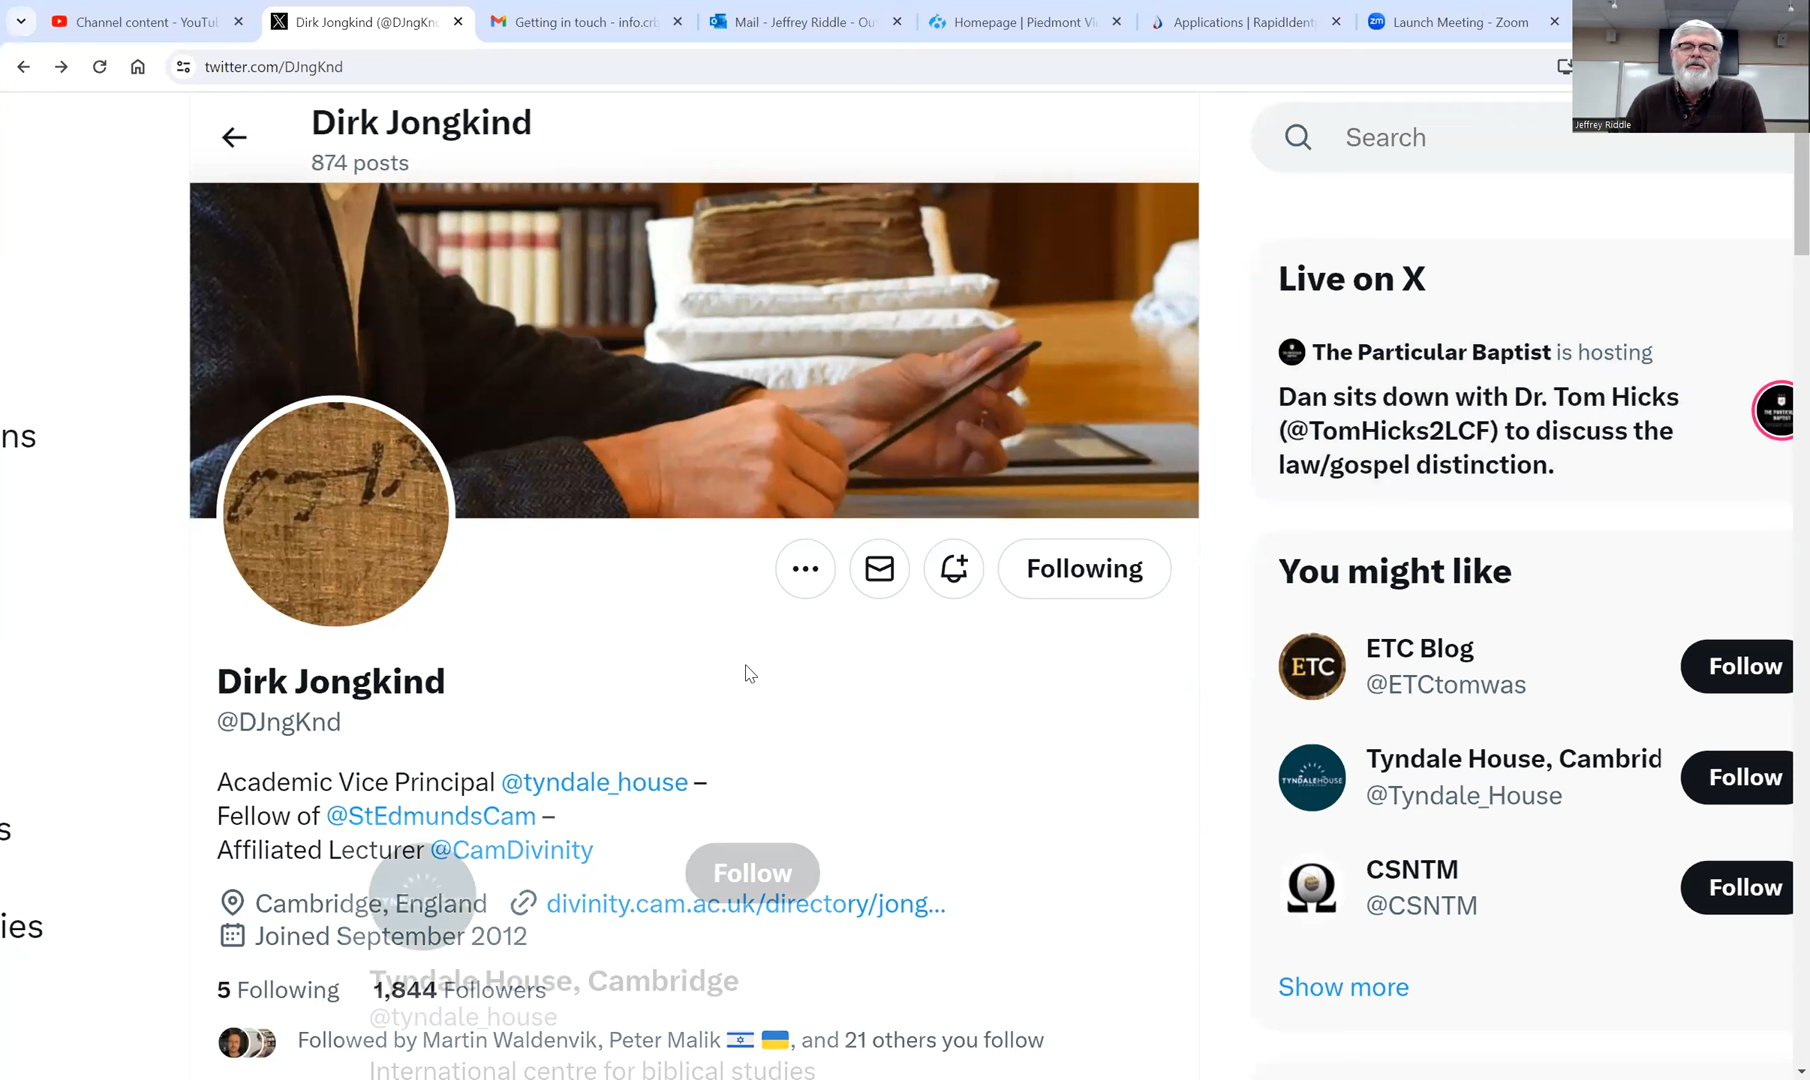 Channel content - YouTu
Dirk Jongkind (@DJngKn
Getting in touch - info.crb
Mail - Jeffrey Riddle - Ou
Homepage | Piedmont Vi
Applications | RapidIdent
Launch Meeting - Zoom
twitter.com/DJngKnd
Jeffrey Riddle
Dirk Jongkind
874 posts
Search
Live on X
The Particular Baptist is hosting
Dan sits down with Dr. Tom Hicks
(@TomHicks2LCF) to discuss the
law/gospel distinction.
ns
Following
You might like
ETC
ETC Blog
@ETCtomwas
Follow
Dirk Jongkind
@DJngKnd
TYNDALE HOUSE
Tyndale House, Cambrid
@Tyndale_House
Follow
Academic Vice Principal @tyndale_house –
Fellow of @StEdmundsCam –
Affiliated Lecturer @CamDivinity
s
CSNTM
@CSNTM
Follow
Follow
Cambridge, England divinity.cam.ac.uk/directory/jong...
ies
Joined September 2012
Tyndale House, Cambridge
5 Following 1,844 Followers
Show more
@tyndale_house
Followed by Martin Waldenvik, Peter Malik, and 21 others you follow
International centre for biblical studies